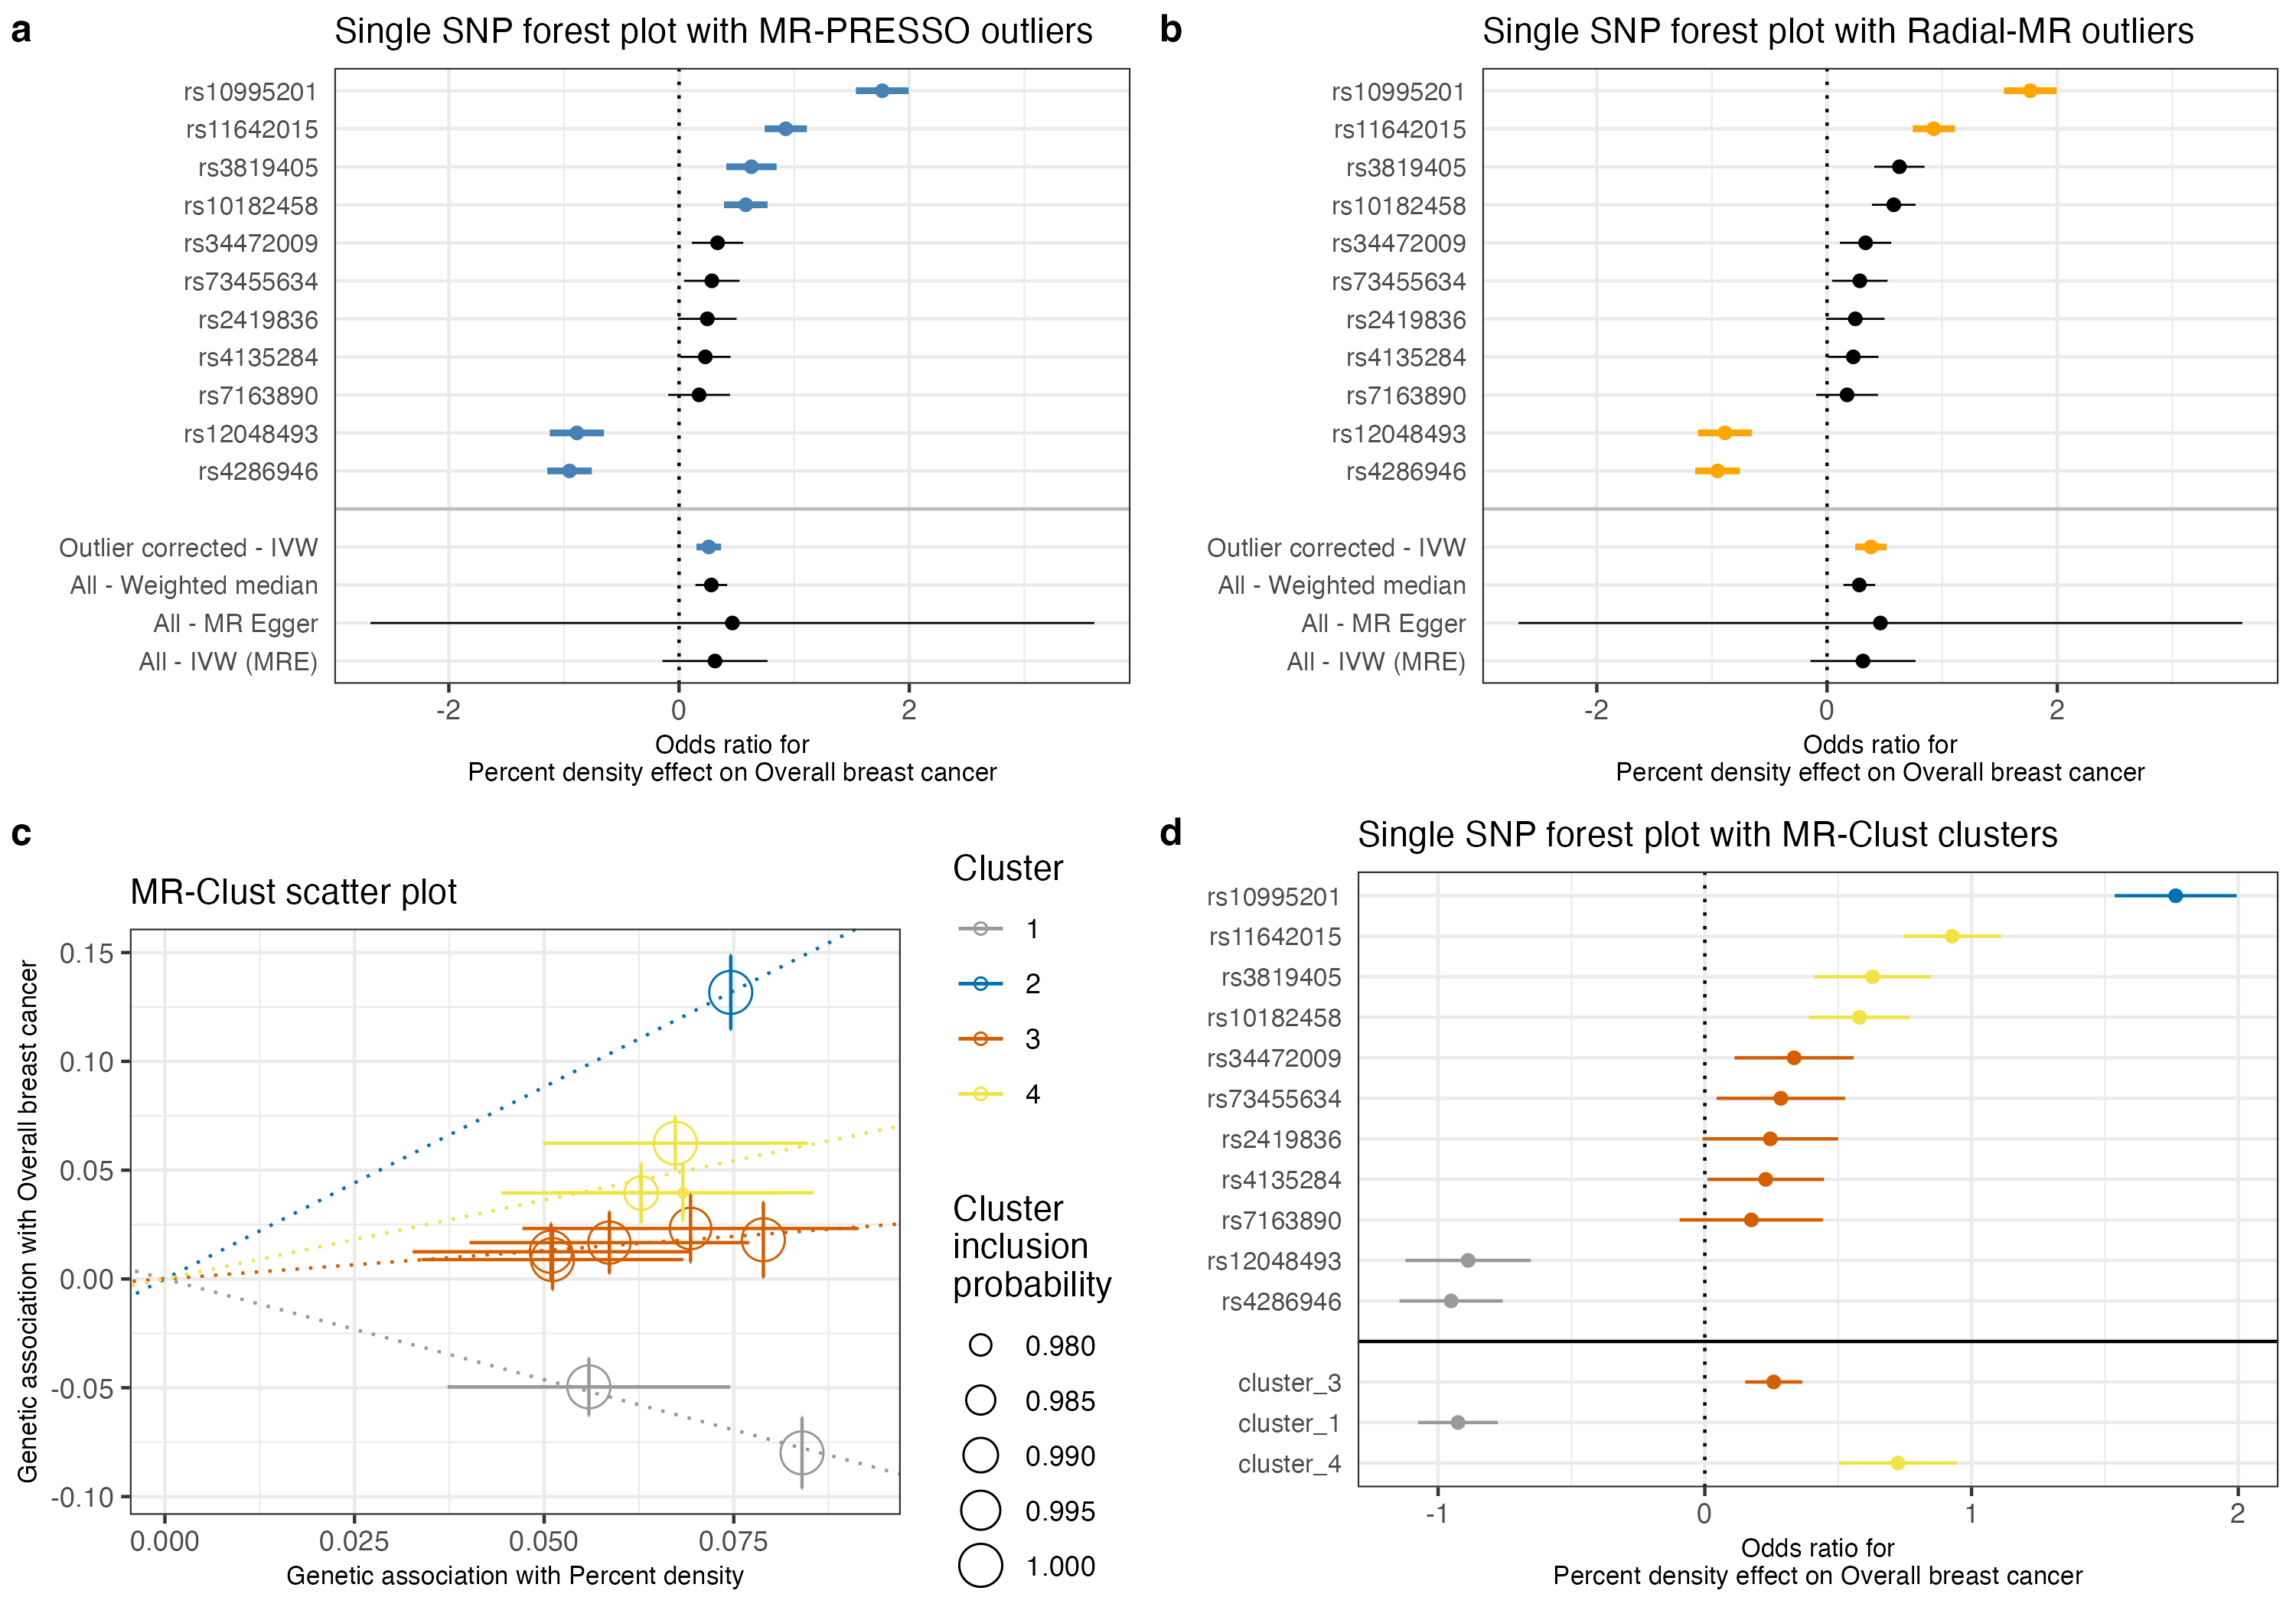 a
Single SNP forest plot with MR-PRESSO outliers
rs10995201
rs11642015
rs3819405
rs10182458
rs34472009
rs73455634
rs2419836
rs4135284
rs7163890
rs12048493
rs4286946
Outlier corrected - IVW
All - Weighted median
All - MR Egger
All - IVW (MRE)
-2
0
2
Odds ratio for
Percent density effect on Overall breast cancer
b
Single SNP forest plot with Radial-MR outliers
rs10995201
rs11642015
rs3819405
rs10182458
rs34472009
rs73455634
rs2419836
rs4135284
rs7163890
rs12048493
rs4286946
Outlier corrected - IVW
All - Weighted median
All - MR Egger
All - IVW (MRE)
-2
0
2
Odds ratio for
Percent density effect on Overall breast cancer
c
MR-Clust scatter plot
Genetic association with Overall breast cancer
0.15
0.10
0.05
0.00
-0.05
-0.10
0.000
0.025
0.050
0.075
Genetic association with Percent density
Cluster
1
2
3
4
Cluster
inclusion
probability
0.980
0.985
0.990
0.995
1.000
d
Single SNP forest plot with MR-Clust clusters
rs10995201
rs11642015
rs3819405
rs10182458
rs34472009
rs73455634
rs2419836
rs4135284
rs7163890
rs12048493
rs4286946
cluster_3
cluster_1
cluster_4
-1
0
1
2
Odds ratio for
Percent density effect on Overall breast cancer